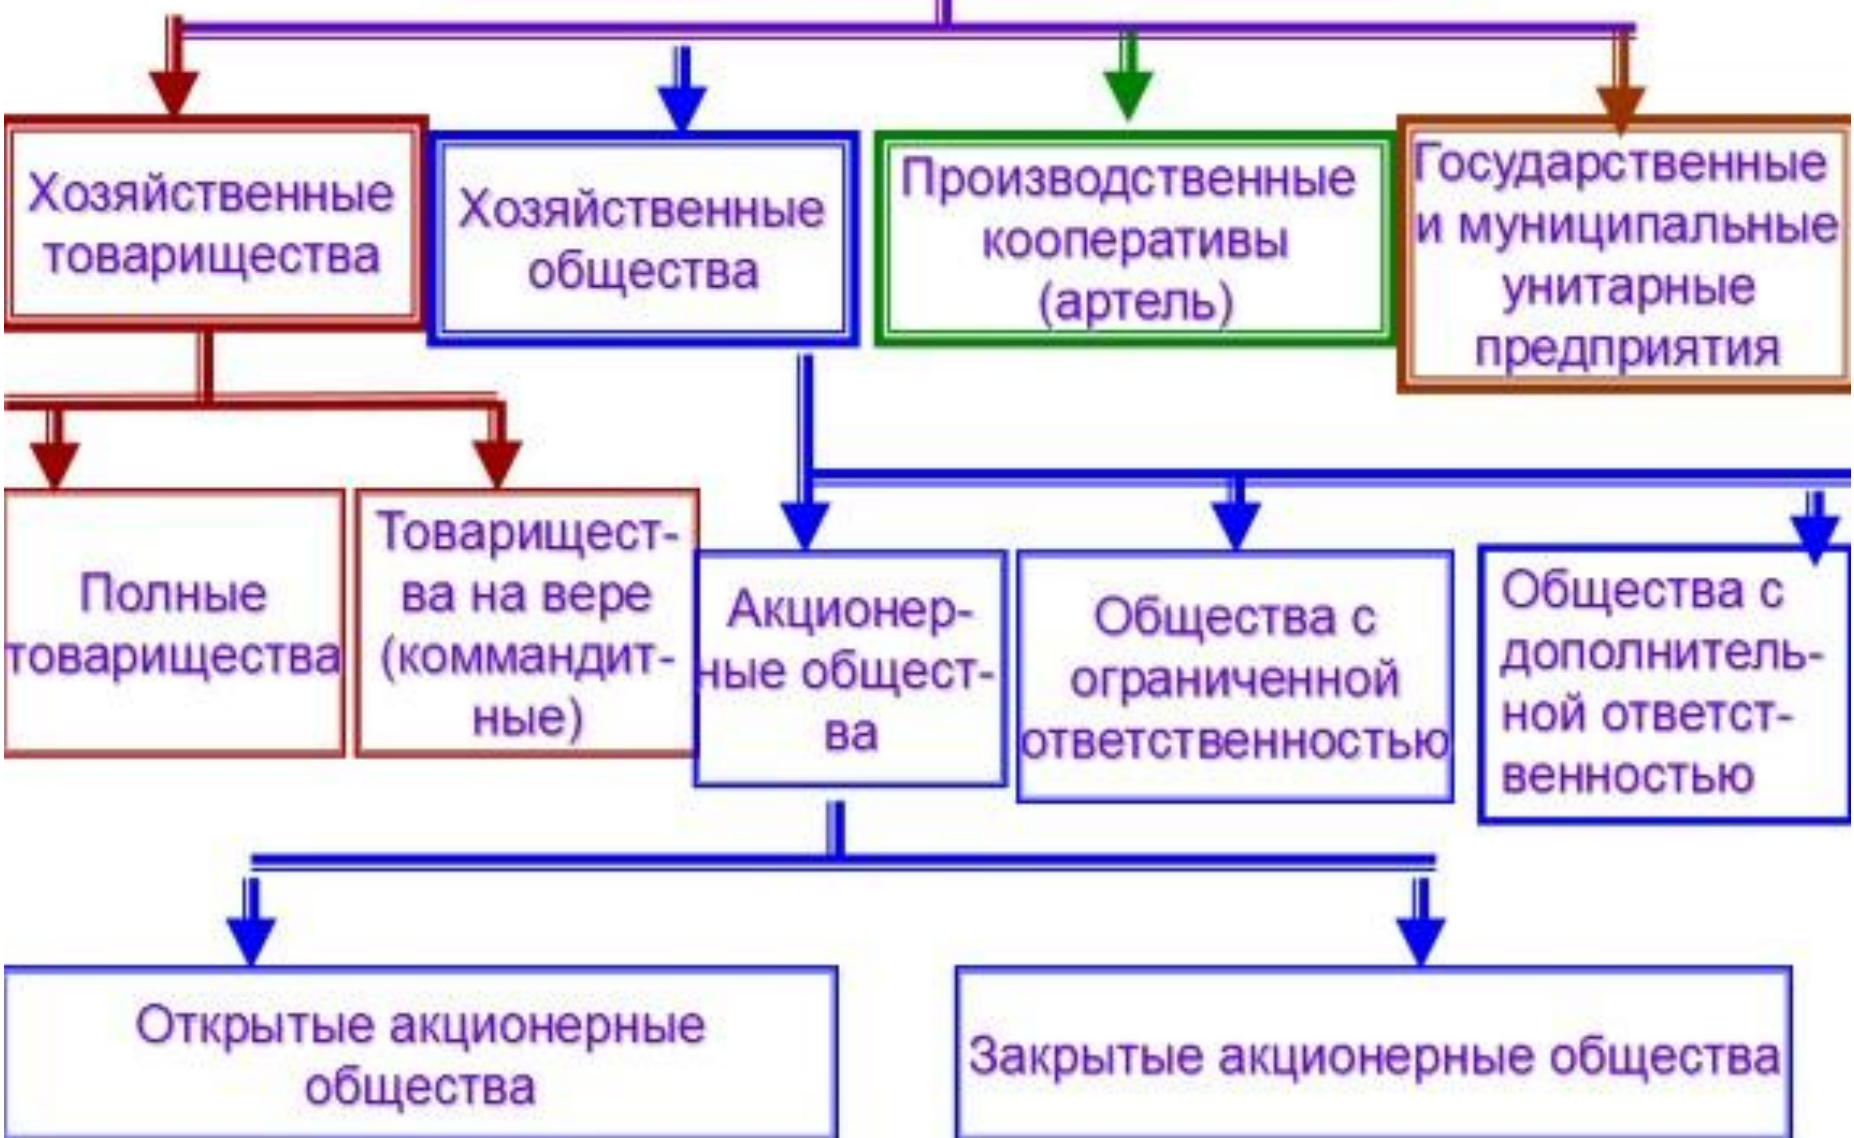 Хозяйственные
товарищества
Хозяйственные
общества
Производственные
кооперативы
(артель)
Государственные
и муниципальные
унитарные
предприятия
Полные
товарищества
Товарищест-
ва на вере
(коммандит-
ные)
Акционер-
ные общест-
ва
Общества с
ограниченной
ответственностью
Общества с
дополнитель-
ной ответст-
венностью
Открытые акционерные
общества
Закрытые акционерные общества